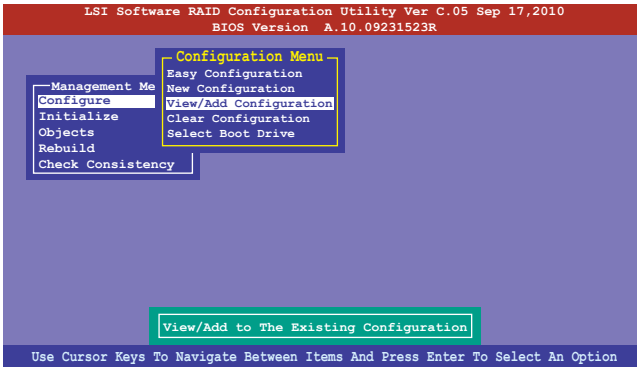 LSI Software RAID Configuration Utility Ver C.05 Sep 17,2010
BIOS Version A.10.09231523R
Management Me
Configure
Initialize
Objects
Rebuild
Check Consistency
Configuration Menu
Easy Configuration
New Configuration
View/Add Configuration
Clear Configuration
Select Boot Drive
View/Add to The Existing Configuration
Use Cursor Keys To Navigate Between Items And Press Enter To Select An Option